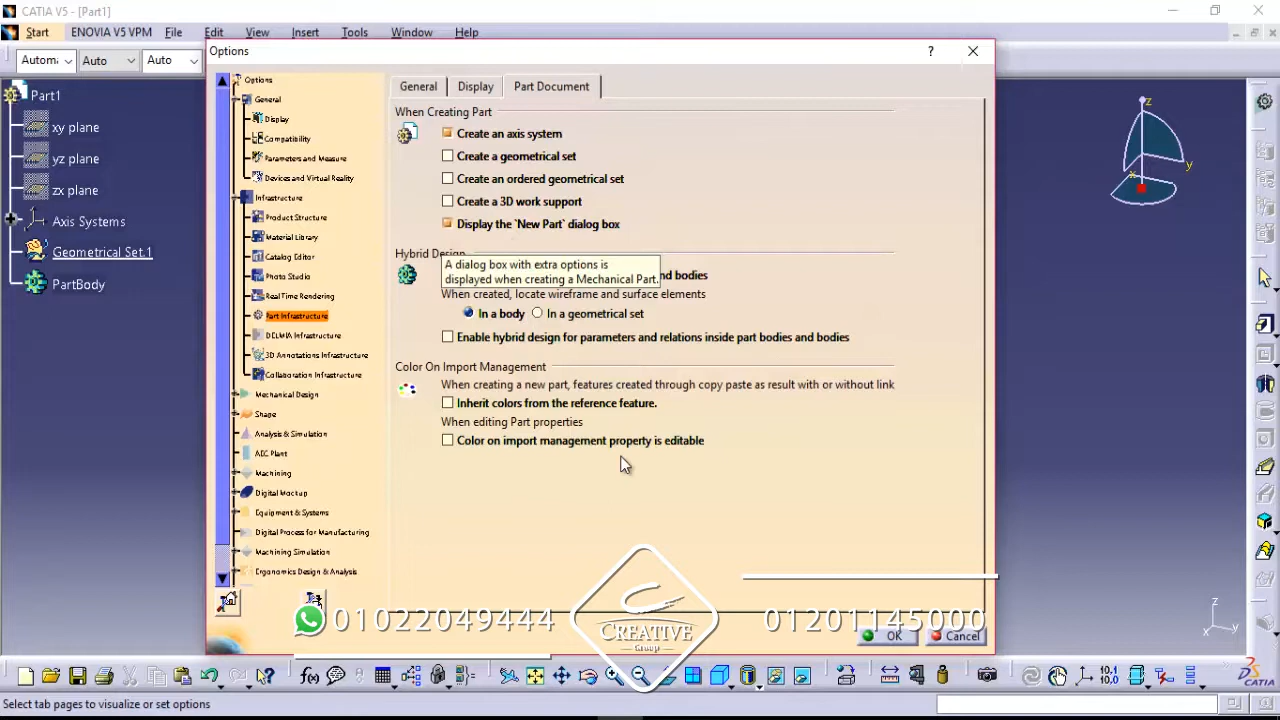 CATIA V5 - [Part1]
Start ENOVIA V5 VPM File Edit View Insert Tools Window Help
Options
Automa Auto Auto
Part1
xy plane
yz plane
zx plane
Axis Systems
Geometrical Set.1
PartBody
Options
General
Display
Compatibility
Parameters and Measure
Devices and Virtual Reality
Infrastructure
Product Structure
Material Library
Catalog Editor
Photo Studio
Real Time Rendering
Part Infrastructure
DELMIA Infrastructure
3D Annotations Infrastructure
Collaboration Infrastructure
Mechanical Design
Shape
Analysis & Simulation
AEC Plant
Machining
Digital Mockup
Equipment & Systems
Digital Process for Manufacturing
Machining Simulation
Ergonomics Design & Analysis
General Display Part Document
When Creating Part
Create an axis system
Create a geometrical set
Create an ordered geometrical set
Create a 3D work support
Display the `New Part` dialog box
Hybrid Design
A dialog box with extra options is
displayed when creating a Mechanical Part.
nd bodies
When created, locate wireframe and surface elements
In a body In a geometrical set
Enable hybrid design for parameters and relations inside part bodies and bodies
Color On Import Management
When creating a new part, features created through copy paste as result with or without link
Inherit colors from the reference feature.
When editing Part properties
Color on import management property is editable
z
y
x
01022049444
CREATIVE
Group
01201145000
OK Cancel
z
y
x
f(x)
10.1
CATIA
Select tab pages to visualize or set options